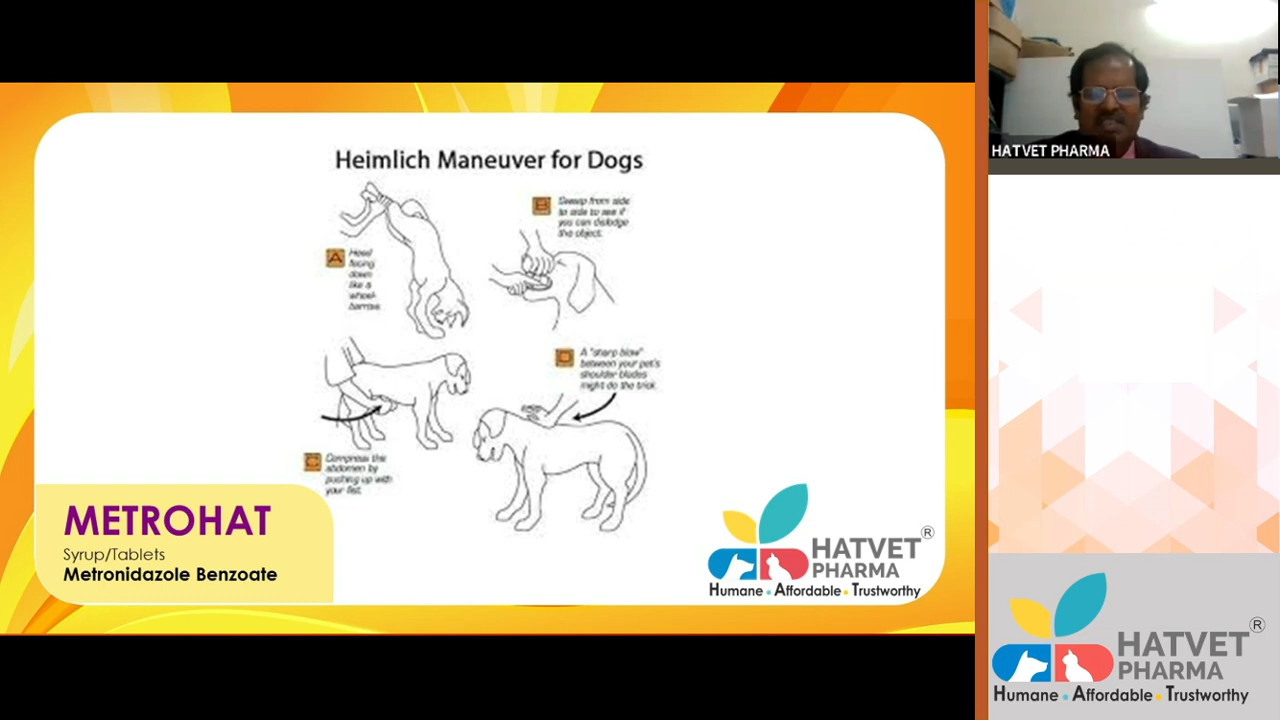 Heimlich Maneuver for Dogs
A
Head
facing
down
like a
wheel-
barrow.
B
Sweep from side
to side to see if
you can dislodge
the object.
C
Compress the
abdomen by
pushing up with
your fist.
D
A "sharp blow"
between your pet's
shoulder blades
might do the trick.
METROHAT
Syrup/Tablets
Metronidazole Benzoate
HATVET ®
PHARMA
Humane • Affordable • Trustworthy
HATVET PHARMA
HATVET ®
PHARMA
Humane • Affordable • Trustworthy